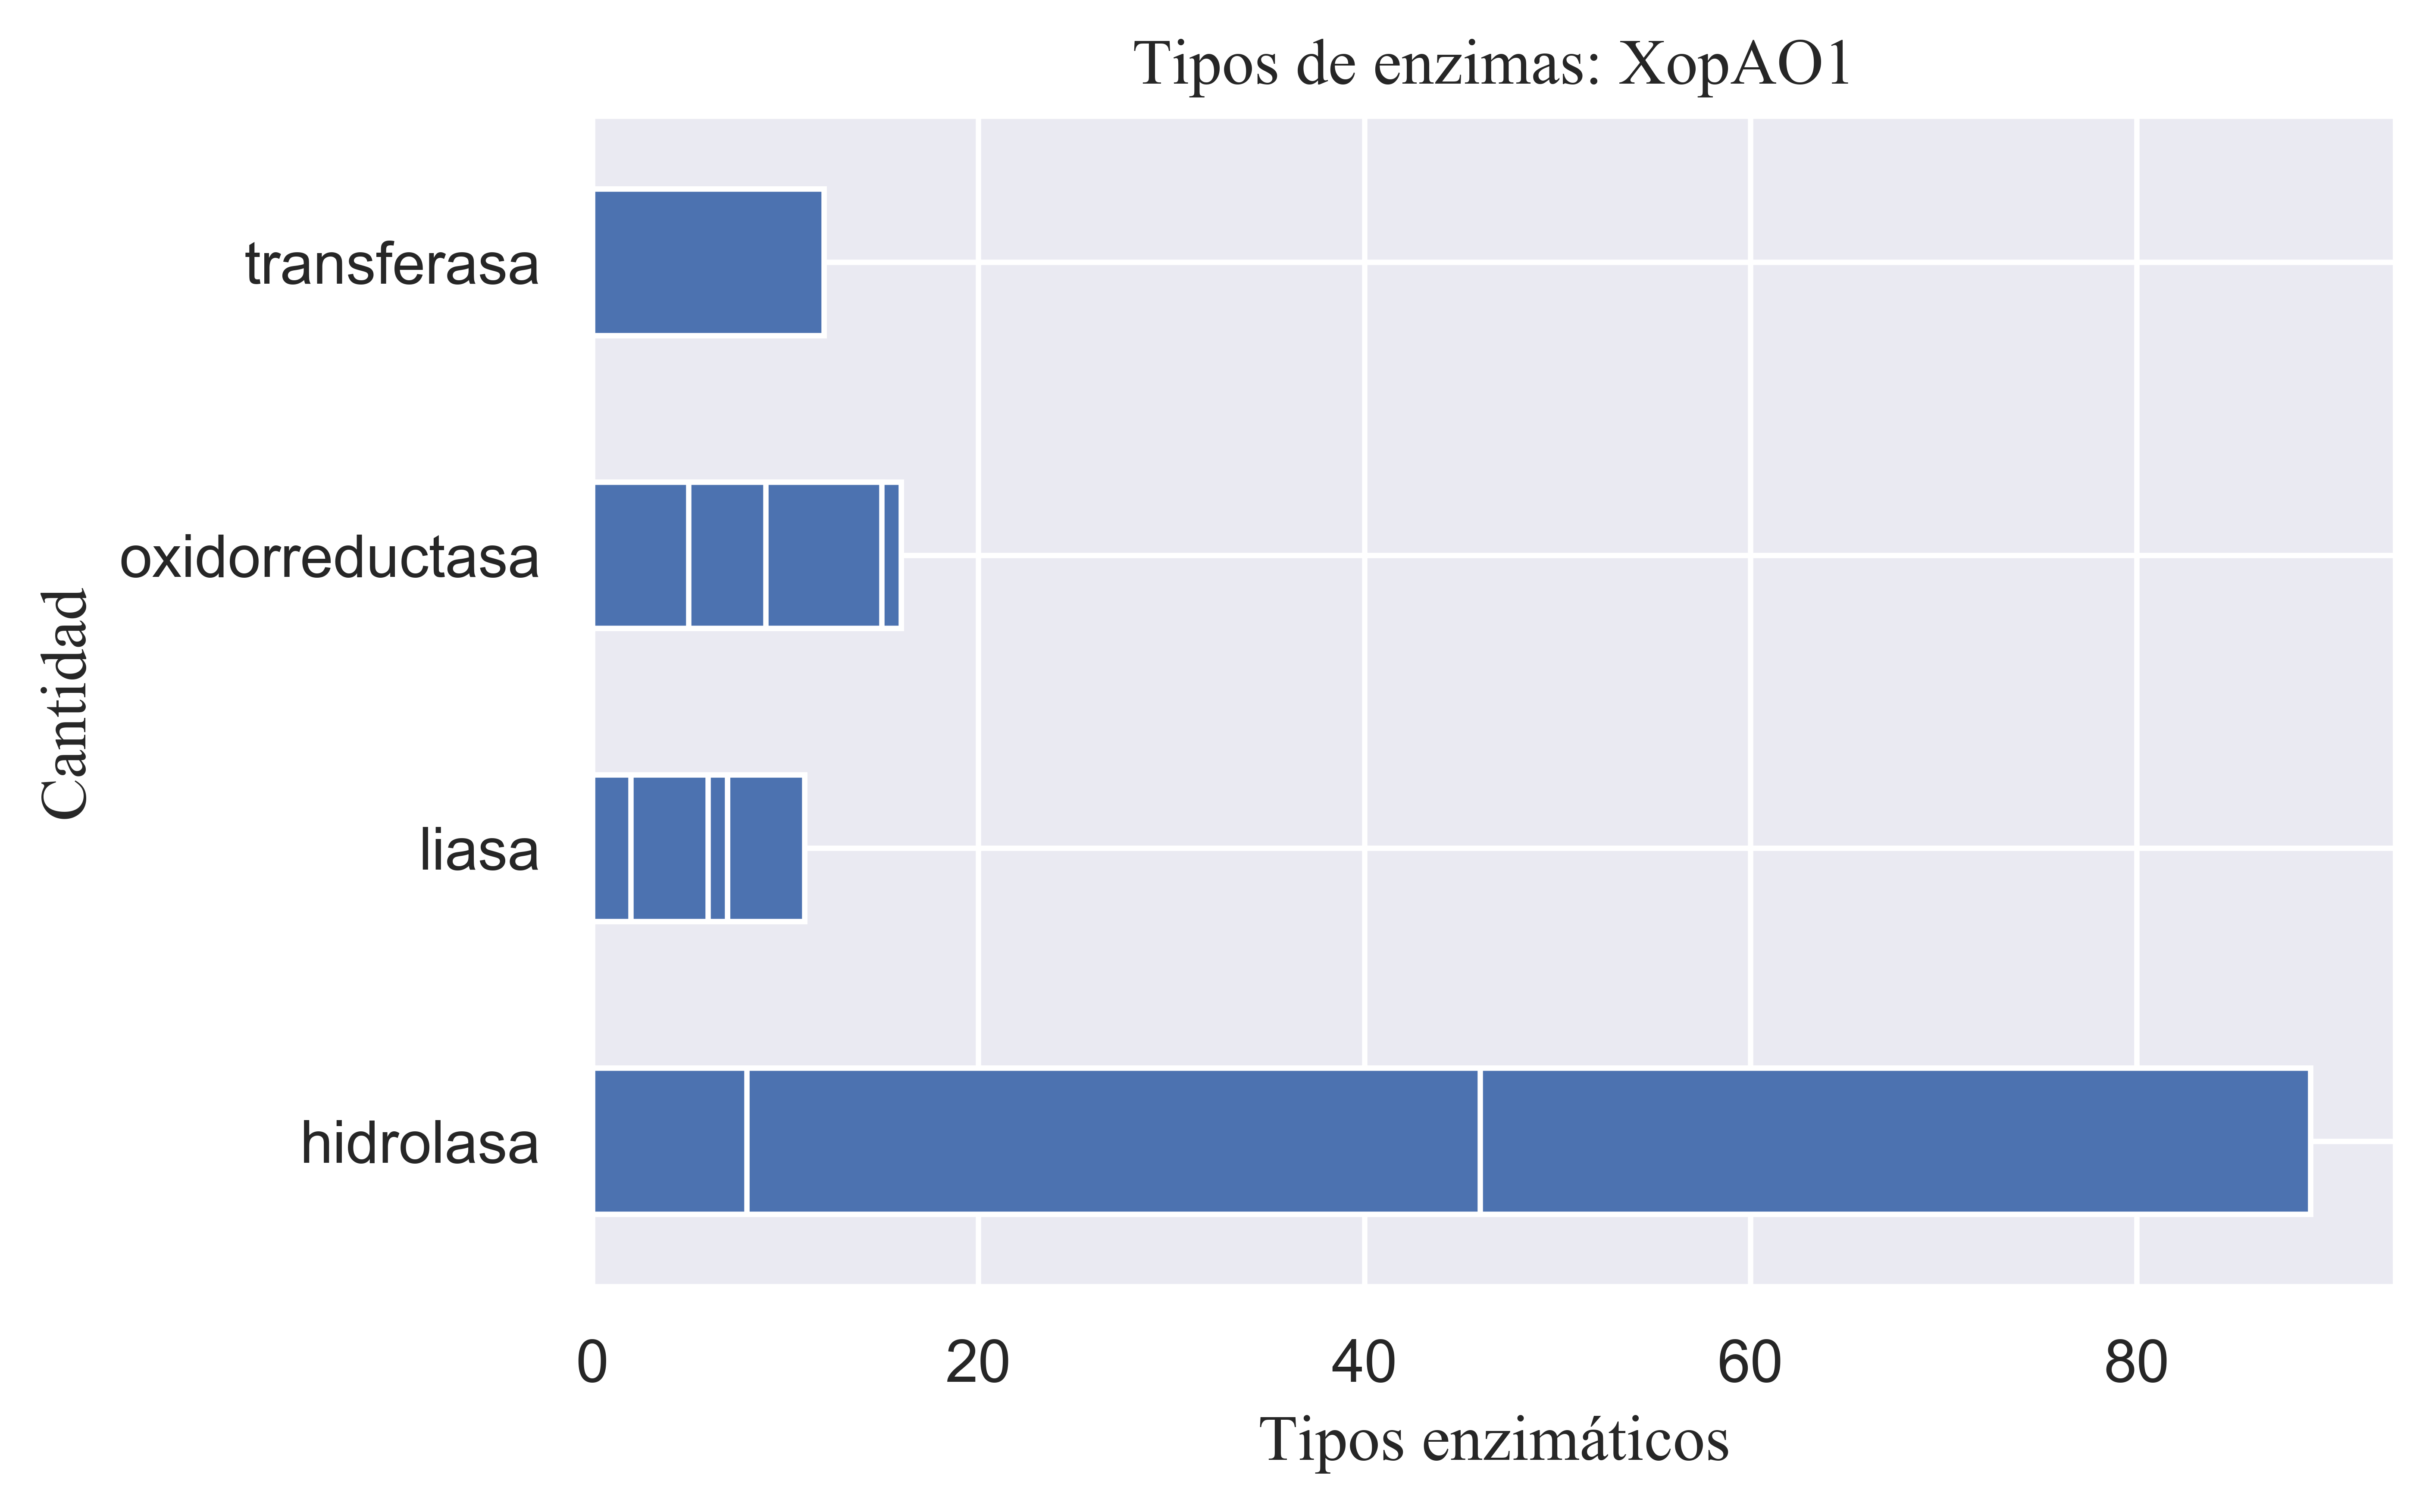 Tipos de enzimas: XopAO1
transferasa
oxidorreductasa
liasa
hidrolasa
Cantidad
0 20 40 60 80
Tipos enzimáticos